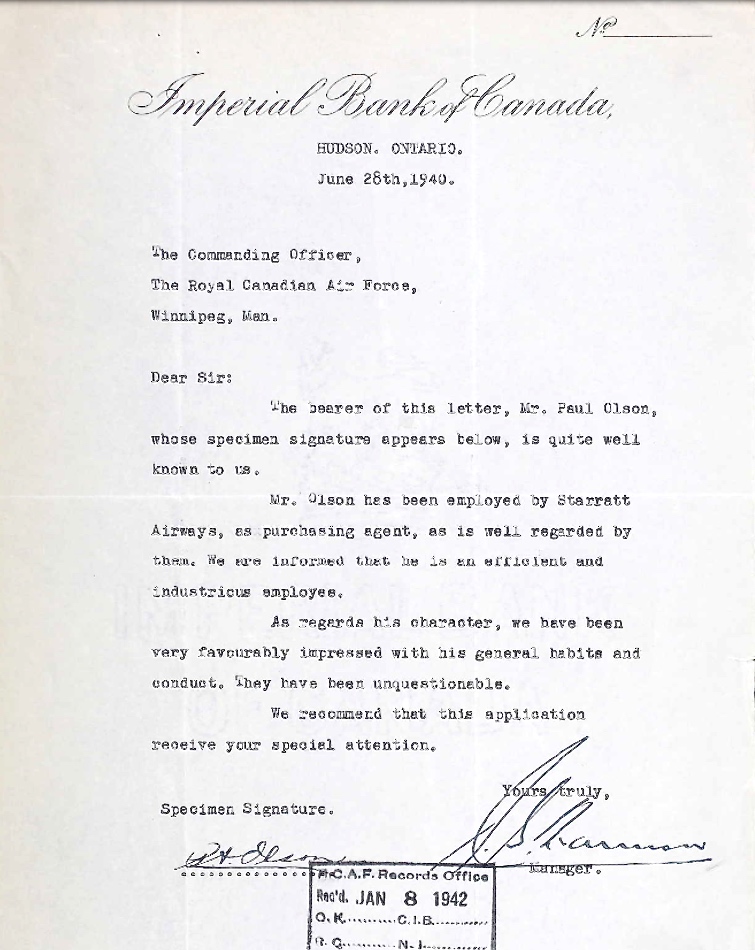 No
Imperial Bank of Canada,
HUDSON. ONTARIO.
June 28th,1940.
The Commanding Officer,
The Royal Canadian Air Force,
Winnipeg, Man.
Dear Sir:
The bearer of this letter, Mr. Paul Olson,
whose specimen signature appears below, is quite well
known to us.
Mr. Olson has been employed by Starratt
Airways, as purchasing agent, as is well regarded by
them. We are informed that he is an efficient and
industrious employee.
As regards his character, we have been
very favourably impressed with his general habits and
conduct. They have been unquestionable.
We recommend that this application
receive your special attention.
Yours truly,
Specimen Signature.
P.H. Olson
Manager.
R.C.A.F. Records Office
Rec'd. JAN 8 1942
O.K..........C.I.B..............